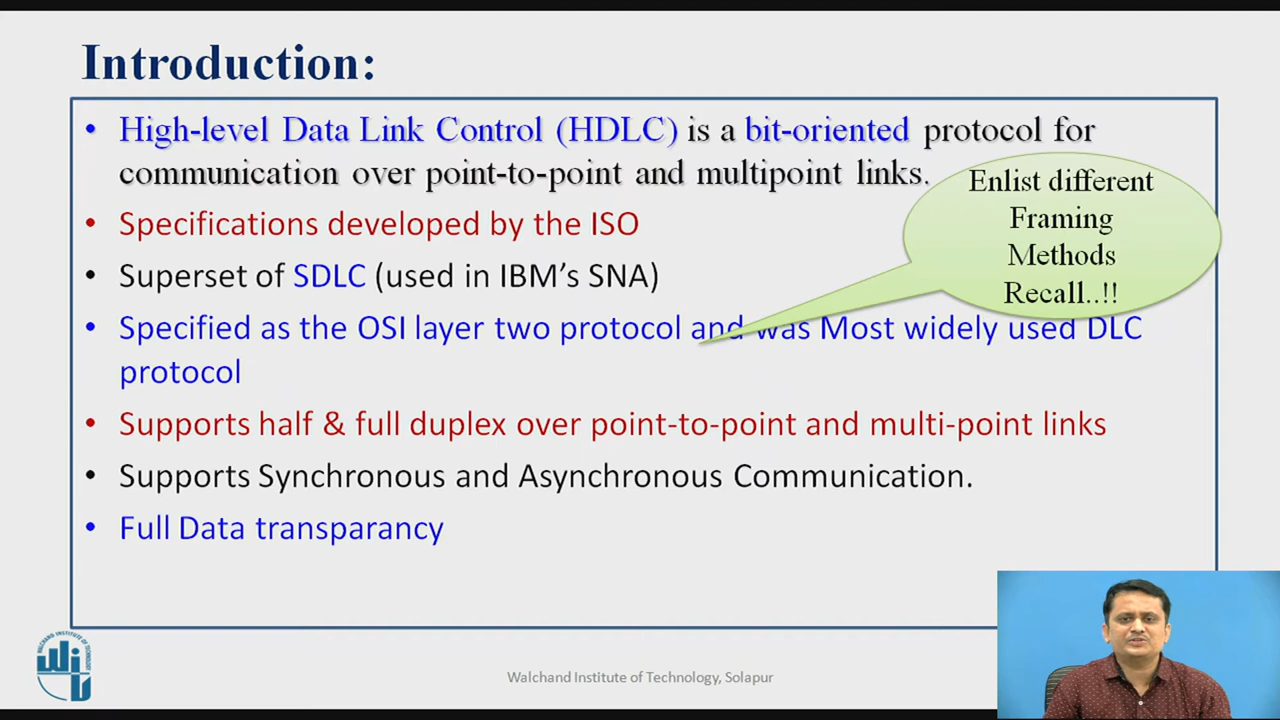 Introduction:
• High-level Data Link Control (HDLC) is a bit-oriented protocol for
communication over point-to-point and multipoint links.
Enlist different
Framing
Methods
Recall..!!
• Specifications developed by the ISO
• Superset of SDLC (used in IBM’s SNA)
• Specified as the OSI layer two protocol and was Most widely used DLC
protocol
• Supports half & full duplex over point-to-point and multi-point links
• Supports Synchronous and Asynchronous Communication.
• Full Data transparancy
WALCHAND INSTITUTE OF TECHNOLOGY
Walchand Institute of Technology, Solapur